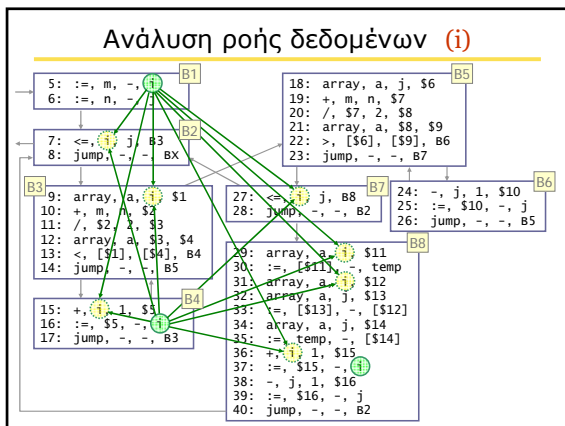 Ανάλυση ροής δεδομένων (i)
B1
5: :=, m, -, i
6: :=, n, -, j
B2
7: <=, i, j, B3
8: jump, -, -, BX
B3
9: array, a, i, $1
10: +, m, n, $2
11: /, $2, 2, $3
12: array, a, $3, $4
13: <, [$1], [$4], B4
14: jump, -, -, B5
B4
15: +, i, 1, $5
16: :=, $5, -, i
17: jump, -, -, B3
B5
18: array, a, j, $6
19: +, m, n, $7
20: /, $7, 2, $8
21: array, a, $8, $9
22: >, [$6], [$9], B6
23: jump, -, -, B7
B6
24: -, j, 1, $10
25: :=, $10, -, j
26: jump, -, -, B5
B7
27: <=, i, j, B8
28: jump, -, -, B2
B8
29: array, a, i, $11
30: :=, [$11], -, temp
31: array, a, i, $12
32: array, a, j, $13
33: :=, [$13], -, [$12]
34: array, a, j, $14
35: :=, temp, -, [$14]
36: +, i, 1, $15
37: :=, $15, -, i
38: -, j, 1, $16
39: :=, $16, -, j
40: jump, -, -, B2